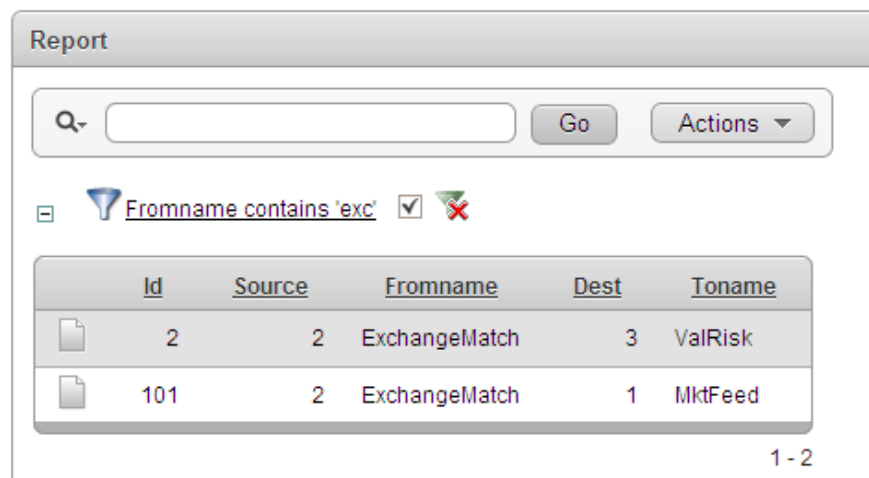 Report
Go Actions
Fromname contains 'exc'
Id Source Fromname Dest Toname
2 2 ExchangeMatch 3 ValRisk
101 2 ExchangeMatch 1 MktFeed
1 - 2